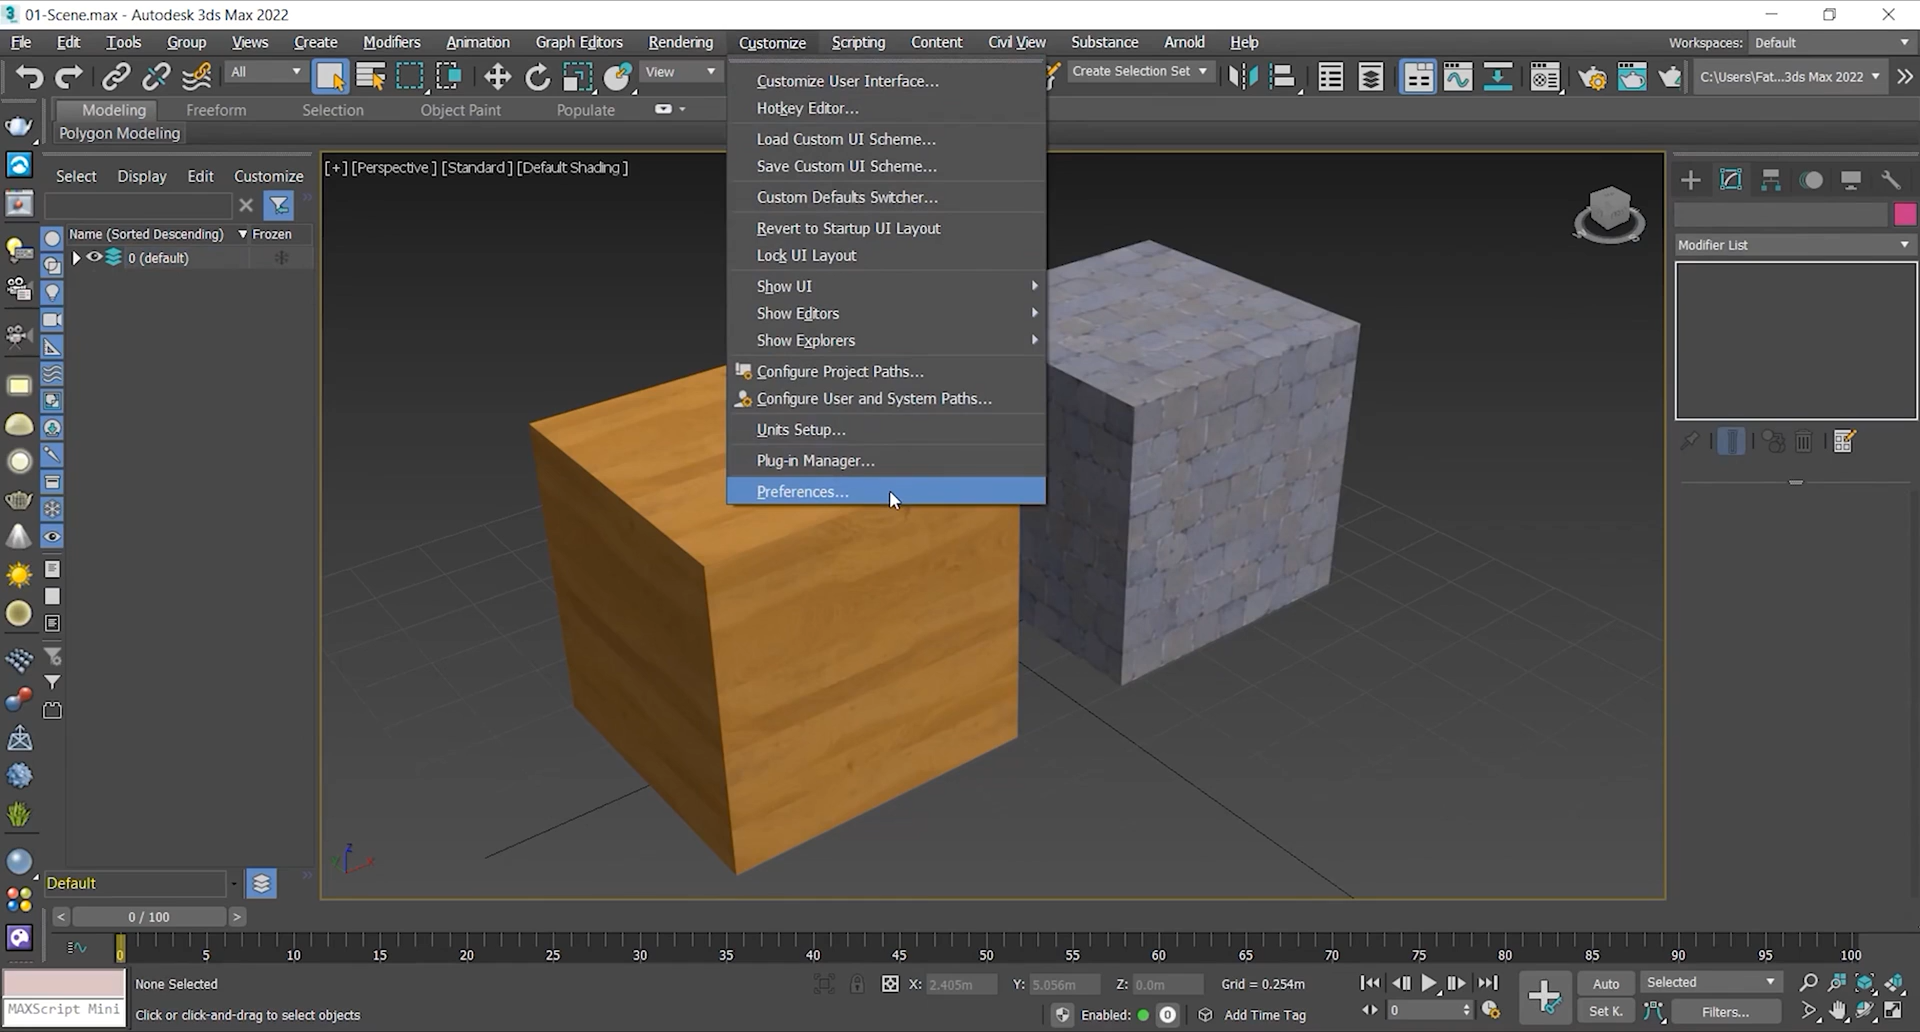 01-Scene.max - Autodesk 3ds Max 2022
File Edit Tools Group Views Create Modifiers Animation Graph Editors Rendering Customize Scripting Content Civil View Substance Arnold Help Workspaces: Default
All View Create Selection Set C:\Users\Fat...3ds Max 2022
Modeling Freeform Selection Object Paint Populate
Polygon Modeling
Select Display Edit Customize
Name (Sorted Descending) Frozen
0 (default)
[+] [Perspective ] [Standard ] [Default Shading ]
Customize User Interface...
Hotkey Editor...
Load Custom UI Scheme...
Save Custom UI Scheme...
Custom Defaults Switcher...
Revert to Startup UI Layout
Lock UI Layout
Show UI
Show Editors
Show Explorers
Configure Project Paths...
Configure User and System Paths...
Units Setup...
Plug-in Manager...
Preferences...
Modifier List
z
x
Default
< 0 / 100 >
0 5 10 15 20 25 30 35 40 45 50 55 60 65 70 75 80 85 90 95 100
None Selected X: 2.405m Y: 5.056m Z: 0.0m Grid = 0.254m Auto Selected
MAXScript Mini Click or click-and-drag to select objects Enabled: 0 Add Time Tag 0 Set K. Filters...